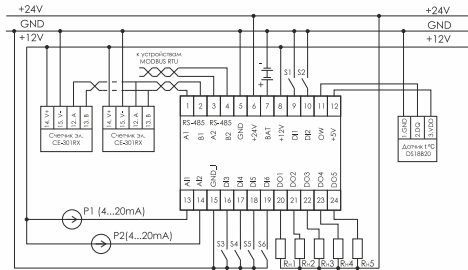 +24V
GND
+12V
+24V
GND
+12V
к устройствам
MODBUS RTU
- +
S1 S2
14. V+
15. V-
12. A
13. B
14. V+
15. V-
12. A
13. B
Счетчик эл.
CE-301RX
Счетчик эл.
CE-301RX
1 2 3 4 5 6 7 8 9 10 11 12
RS-485 RS-485
A1 B1 A2 B2 GND +24V BAT +12V DI1 DI2 OW +5V
1.GND
2.DQ
3.VDD
Датчик t °C
DS18B20
AI1 AI2 GND DI3 DI4 DI5 DI6 DO1 DO2 DO3 DO4 DO5
13 14 15 16 17 18 19 20 21 22 23 24
P1 (4...20mA)
P2(4...20mA)
S3 S4 S5 S6
Rн1 Rн2 Rн3 Rн4 Rн5